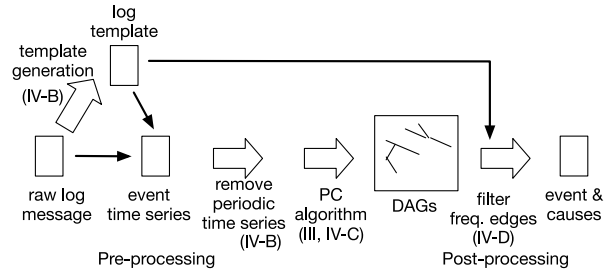 log
template
template
generation
(IV-B)
raw log
message
event
time series
remove
periodic
time series
(IV-B)
PC
algorithm
(III, IV-C)
DAGs
filter
freq. edges
(IV-D)
event &
causes
Pre-processing
Post-processing